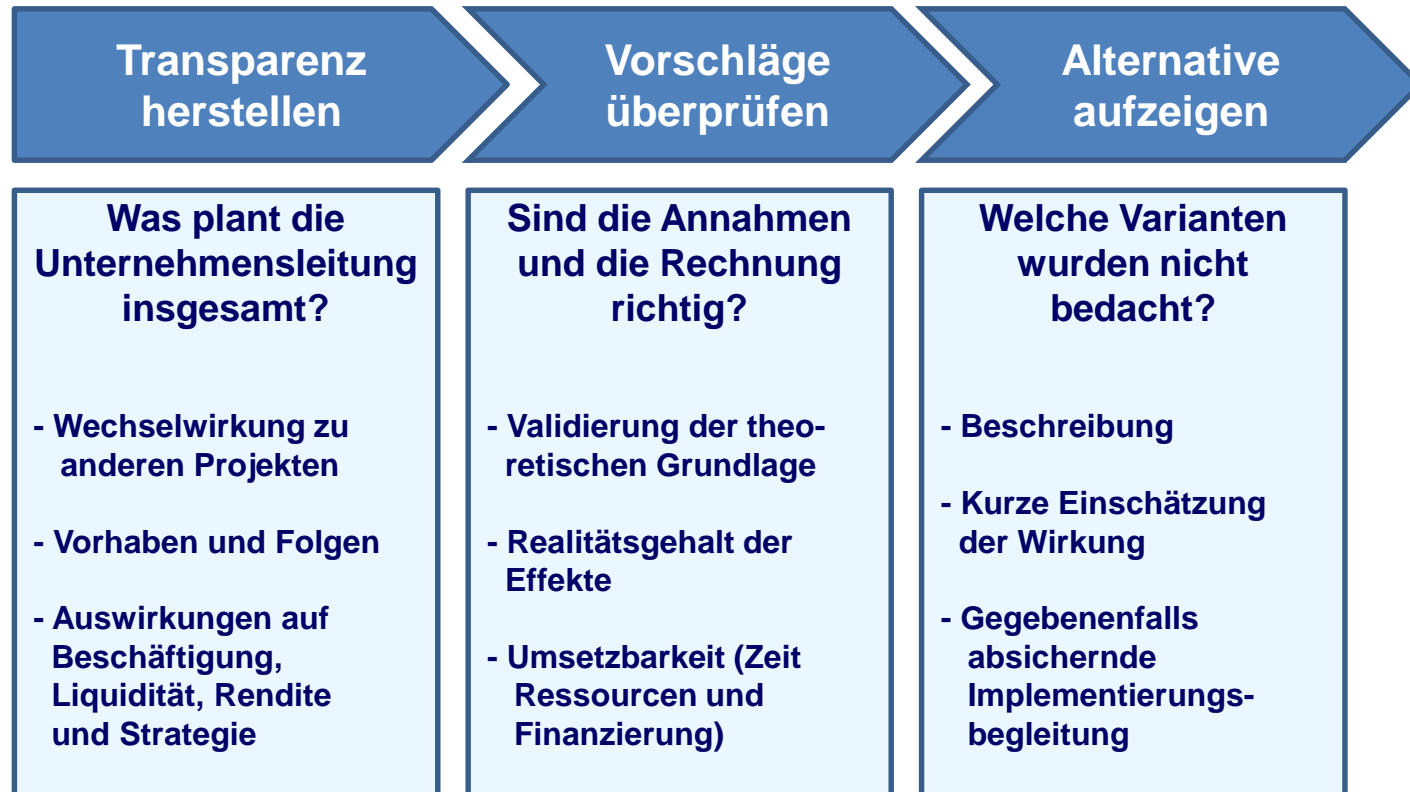 Transparenz
herstellen
Vorschläge
überprüfen
Alternative
aufzeigen
Was plant die
Unternehmensleitung
insgesamt?
- Wechselwirkung zu
anderen Projekten
- Vorhaben und Folgen
- Auswirkungen auf
Beschäftigung,
Liquidität, Rendite
und Strategie
Sind die Annahmen
und die Rechnung
richtig?
- Validierung der theo-
retischen Grundlage
- Realitätsgehalt der
Effekte
- Umsetzbarkeit (Zeit
Ressourcen und
Finanzierung)
Welche Varianten
wurden nicht
bedacht?
- Beschreibung
- Kurze Einschätzung
der Wirkung
- Gegebenenfalls
absichernde
Implementierungs-
begleitung